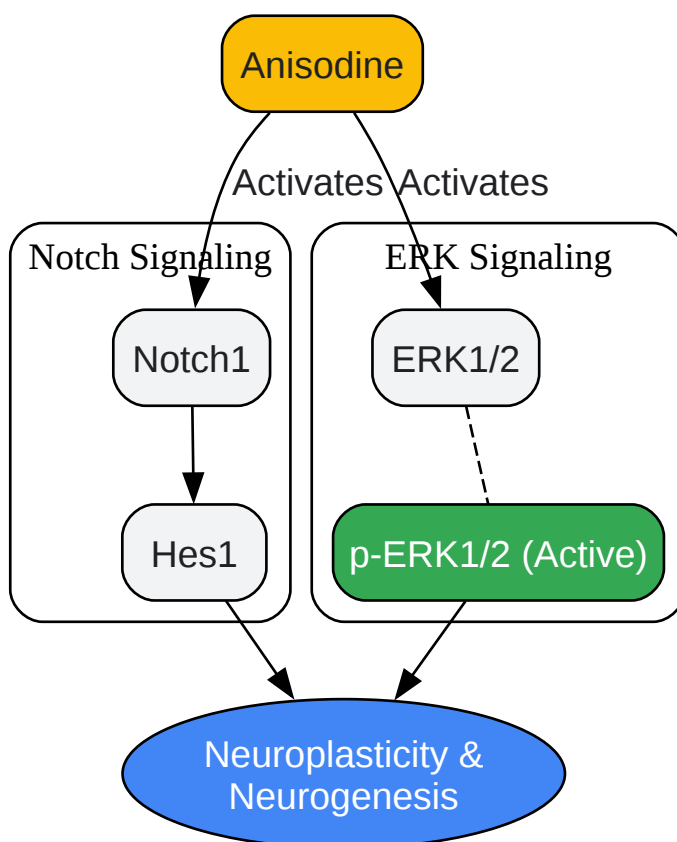 Anisodine
Activates Activates
Notch Signaling
ERK Signaling
Notch1
ERK1/2
Hes1
p-ERK1/2 (Active)
Neuroplasticity &
Neurogenesis